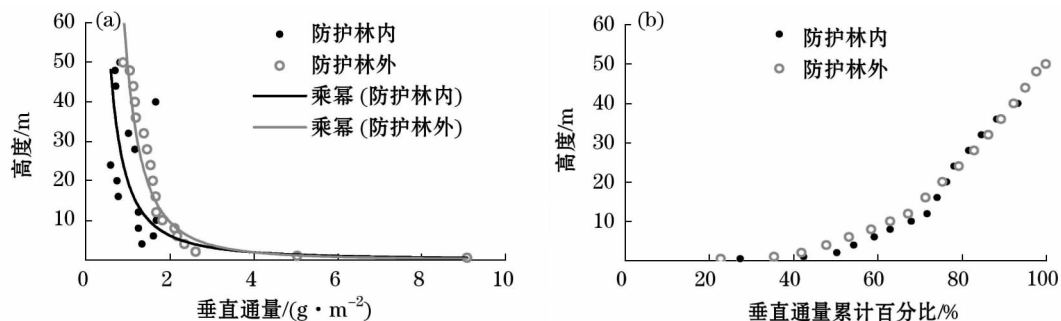 (a)
60
50
40
30
20
10
高度/m
防护林内
防护林外
乘幂 (防护林内)
乘幂 (防护林外)
0 2 4 6 8 10
垂直通量/(g·m⁻²)
(b)
60
50
40
30
20
10
高度/m
防护林内
防护林外
0 20 40 60 80 100
垂直通量累计百分比/%